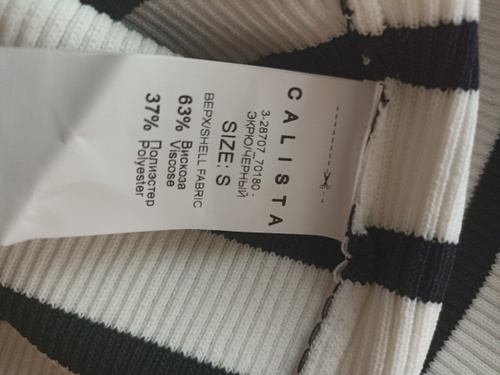 CALISTA
3-28707_70180 -
ЭКРЮ/ЧЕРНЫЙ
SIZE: S
ВЕРХ/SHELL FABRIC
63% Вискоза
Viscose
37% Полиэстер
Polyester